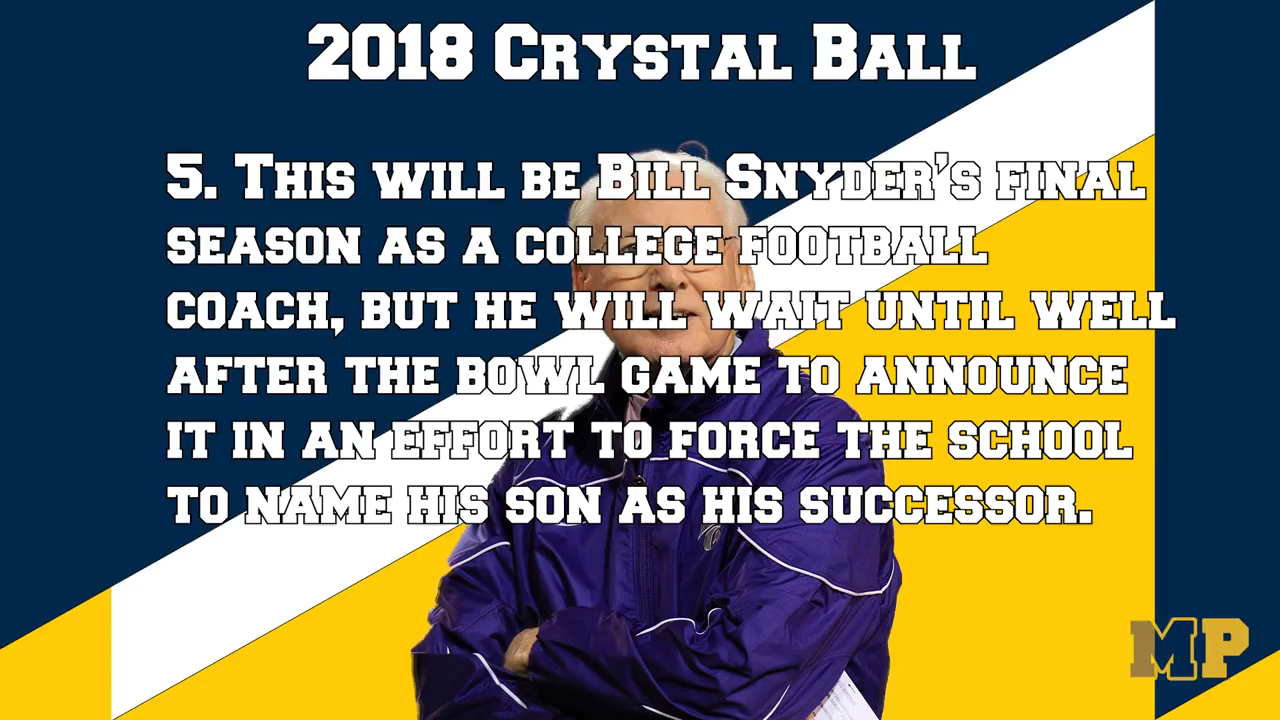 2018 Crystal Ball
5. This will be Bill Snyder's final
season as a college football
coach, but he will wait until well
after the bowl game to announce
it in an effort to force the school
to name his son as his successor.
MP